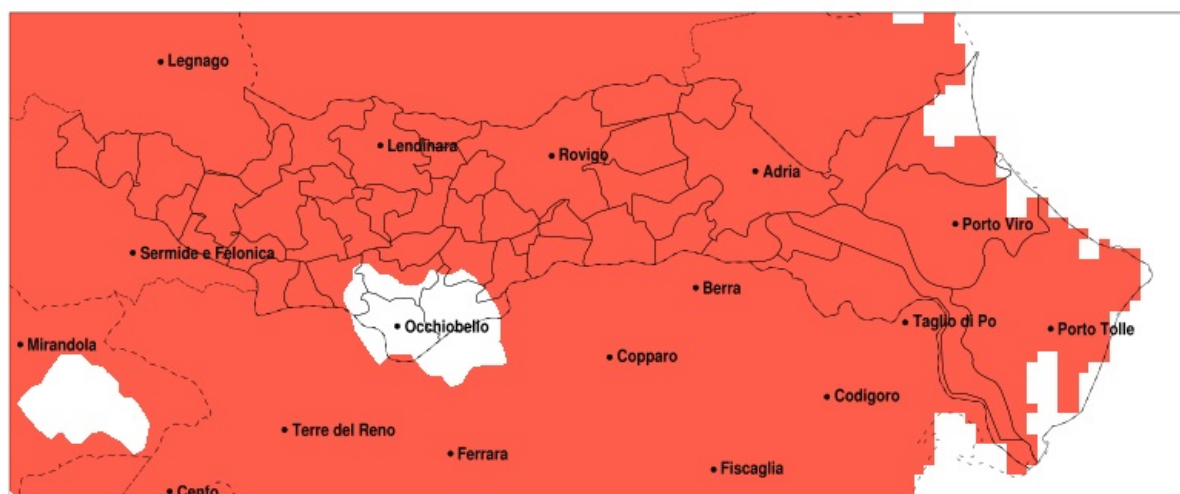 Legnago
Lendinara
Rovigo
Adria
Porto Viro
Sermide e Felonica
Berra
Occhiobello
Taglio di Po
Porto Tolle
Mirandola
Copparo
Codigoro
Terre del Reno
Ferrara
Fiscaglia
Cento